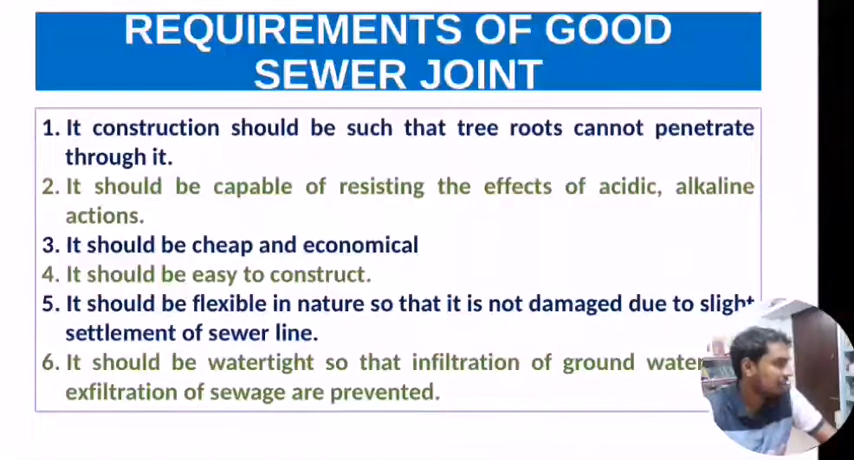 REQUIREMENTS OF GOOD
SEWER JOINT
1. It construction should be such that tree roots cannot penetrate
through it.
2. It should be capable of resisting the effects of acidic, alkaline
actions.
3. It should be cheap and economical
4. It should be easy to construct.
5. It should be flexible in nature so that it is not damaged due to slight
settlement of sewer line.
6. It should be watertight so that infiltration of ground water
exfiltration of sewage are prevented.